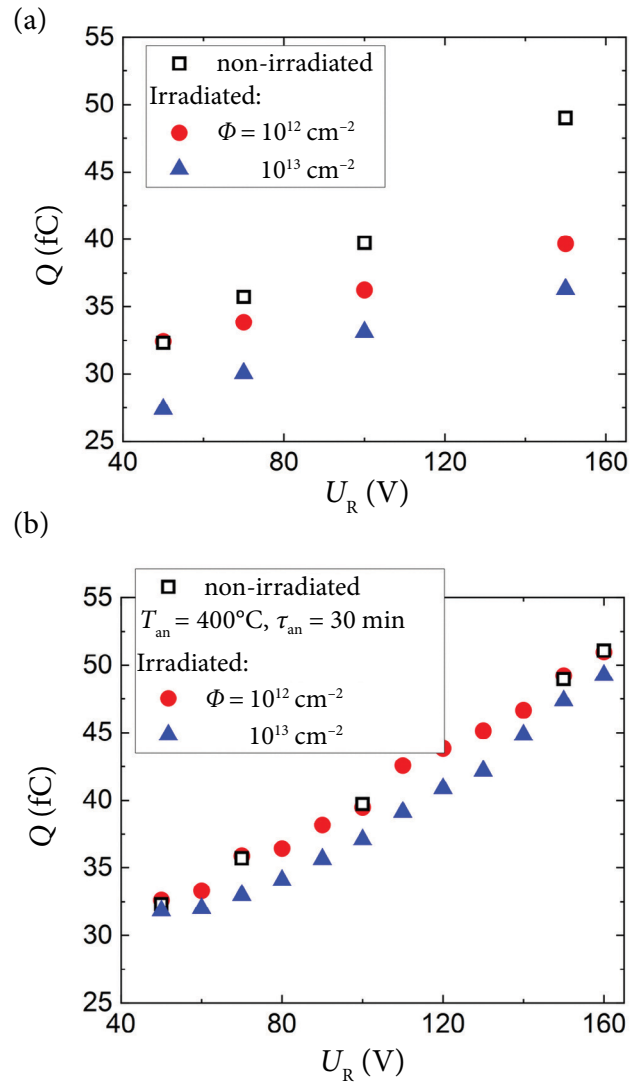 (a)
55
50
45
40
35
30
25
Q (fC)
non-irradiated
Irradiated:
Φ = 10¹² cm⁻²
10¹³ cm⁻²
40 80 120 160
U_R (V)
(b)
55
50
45
40
35
30
25
Q (fC)
non-irradiated
T_an = 400°C, τ_an = 30 min
Irradiated:
Φ = 10¹² cm⁻²
10¹³ cm⁻²
40 80 120 160
U_R (V)